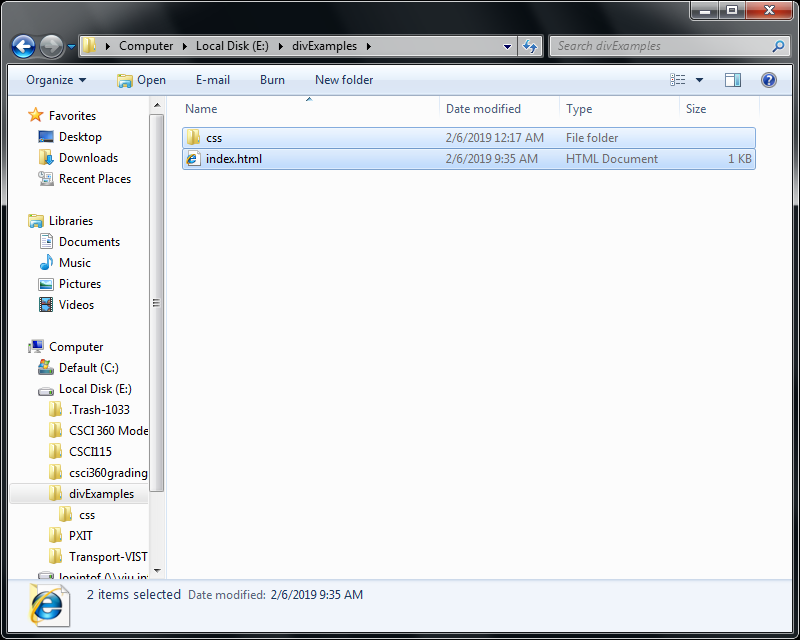 Computer Local Disk (E:) divExamples
Search divExamples
Organize Open E-mail Burn New folder
Name Date modified Type Size
css 2/6/2019 12:17 AM File folder
index.html 2/6/2019 9:35 AM HTML Document 1 KB
Favorites
Desktop
Downloads
Recent Places
Libraries
Documents
Music
Pictures
Videos
Computer
Default (C:)
Local Disk (E:)
.Trash-1033
CSCI 360 Mode
CSCI115
csci360grading
divExamples
css
PXIT
Transport-VIST
2 items selected Date modified: 2/6/2019 9:35 AM